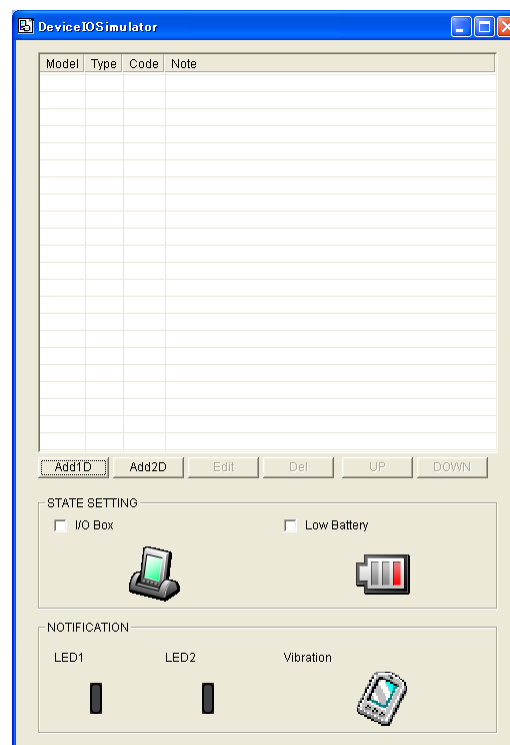 DeviceIOSimulator
Model Type Code Note
Add1D Add2D Edit Del UP DOWN
STATE SETTING
I/O Box Low Battery
NOTIFICATION
LED1 LED2 Vibration